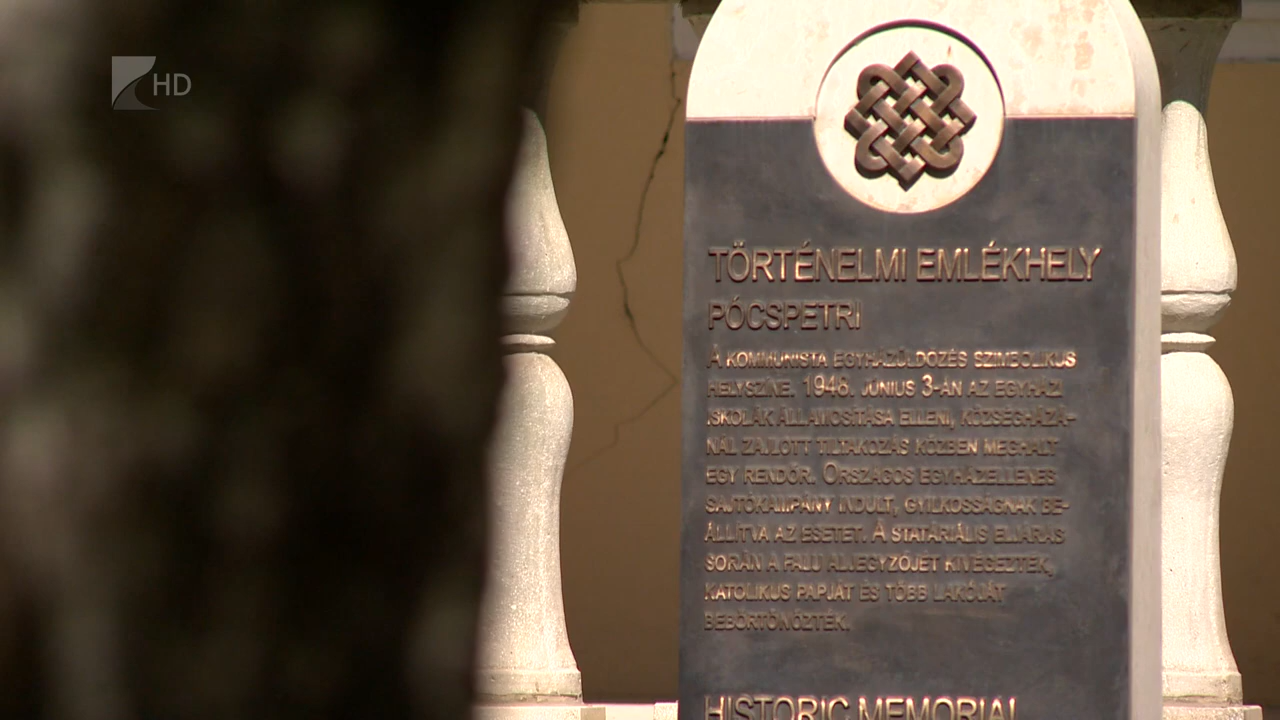 HD
TÖRTÉNELMI EMLÉKHELY
PÓCSPETRI
A KOMMUNISTA EGYHÁZÜLDÖZÉS SZIMBOLIKUS
HELYSZÍNE. 1948. JÚNIUS 3-ÁN AZ EGYHÁZI
ISKOLÁK ÁLLAMOSÍTÁSA ELLENI, KÖZSÉGHÁZÁ-
NÁL ZAJLOTT TILTAKOZÁS KÖZBEN MEGHALT
EGY RENDŐR. ORSZÁGOS EGYHÁZELLENES
SAJTÓKAMPÁNY INDULT, GYILKOSSÁGNAK BE-
ÁLLÍTVA AZ ESETET. A STATÁRIÁLIS ELJÁRÁS
SORÁN A FALU ALJEGYZŐJÉT KIVÉGEZTÉK,
KATOLIKUS PAPJÁT ÉS TÖBB LAKÓJÁT
BEBÖRTÖNÖZTÉK.
HISTORIC MEMORIAL